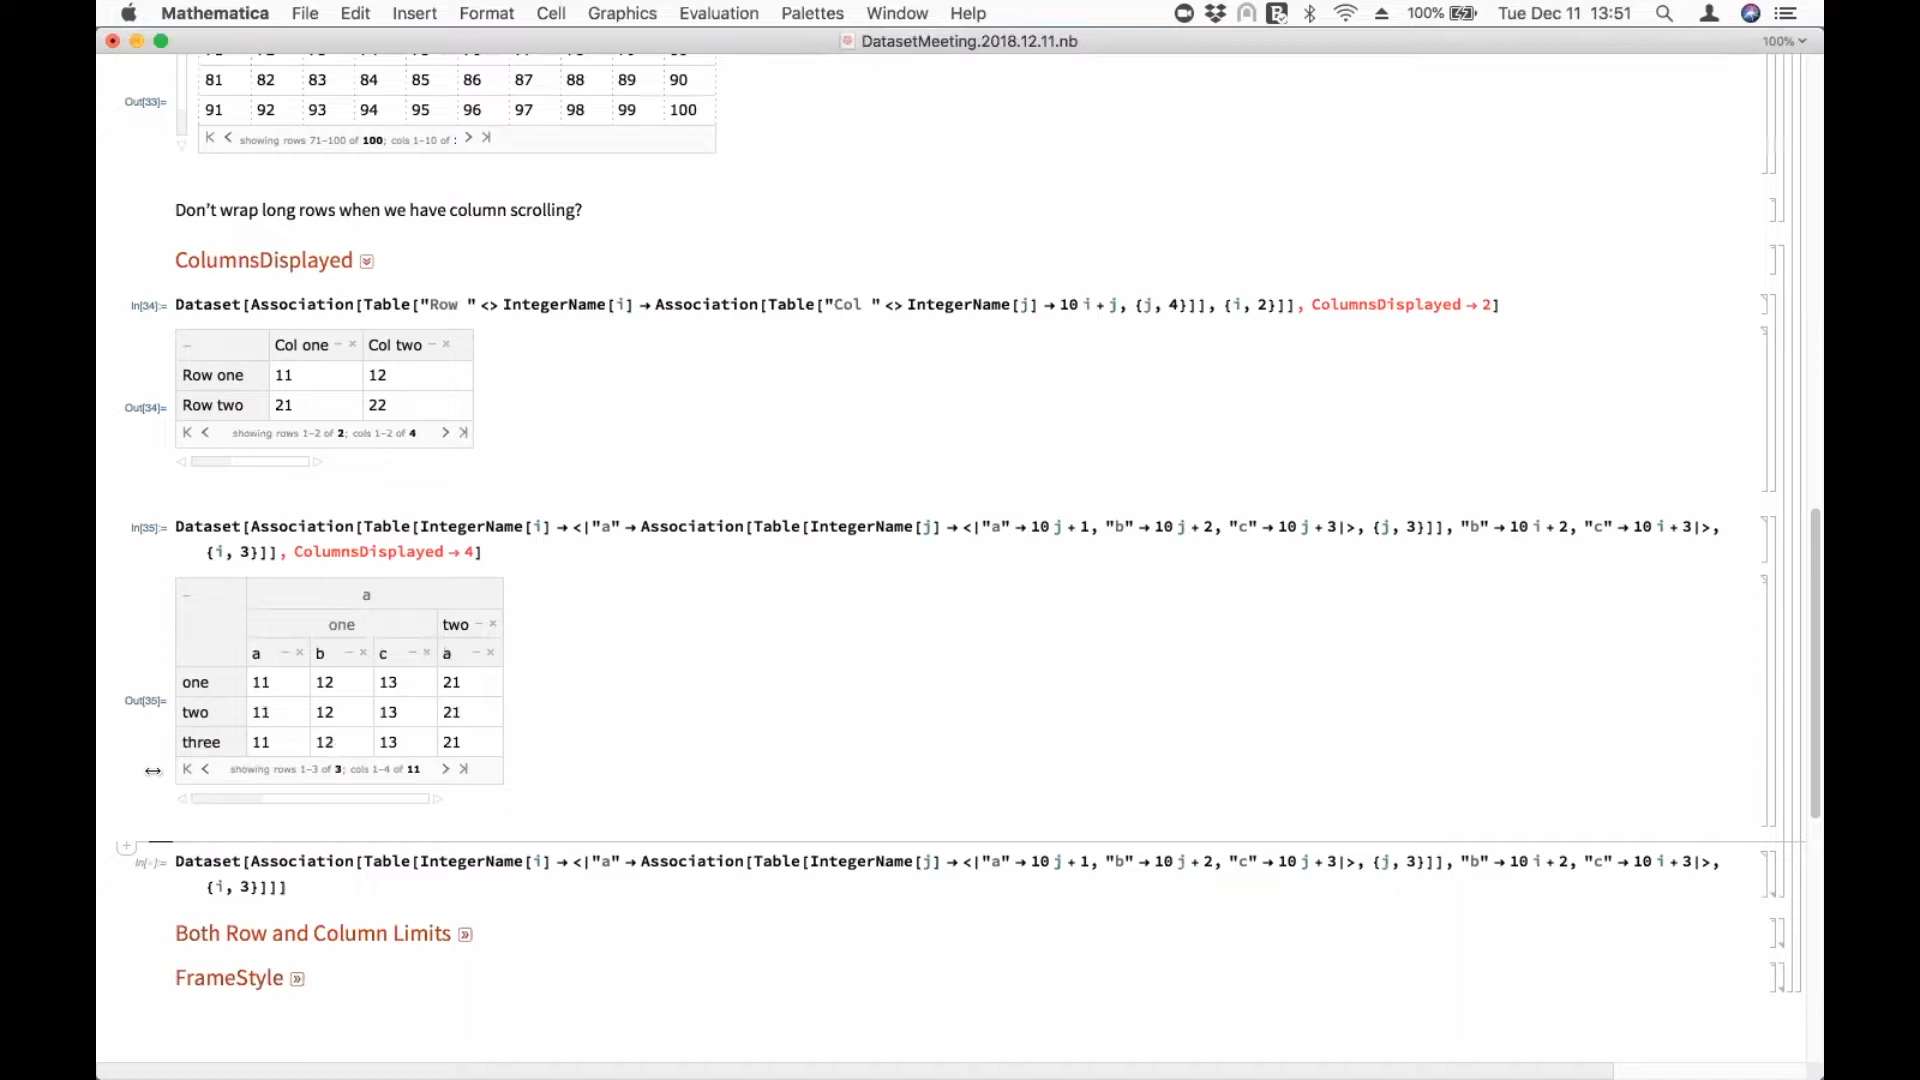 Mathematica File Edit Insert Format Cell Graphics Evaluation Palettes Window Help 100% Tue Dec 11 13:51
DatasetMeeting.2018.12.11.nb 100%
81 82 83 84 85 86 87 88 89 90
Out[33]=
91 92 93 94 95 96 97 98 99 100
showing rows 71–100 of 100; cols 1–10 of :
Don't wrap long rows when we have column scrolling?
ColumnsDisplayed
In[34]:= Dataset[Association[Table["Row " <> IntegerName[i] → Association[Table["Col " <> IntegerName[j] → 10 i + j, {j, 4}]], {i, 2}]], ColumnsDisplayed → 2]
Col one Col two
Row one 11 12
Out[34]= Row two 21 22
showing rows 1–2 of 2; cols 1–2 of 4
In[35]:= Dataset[Association[Table[IntegerName[i] → <|"a" → Association[Table[IntegerName[j] → <|"a" → 10 j + 1, "b" → 10 j + 2, "c" → 10 j + 3|>, {j, 3}]], "b" → 10 i + 2, "c" → 10 i + 3|>,
{i, 3}]], ColumnsDisplayed → 4]
a
one two
a b c a
one 11 12 13 21
Out[35]=
two 11 12 13 21
three 11 12 13 21
showing rows 1–3 of 3; cols 1–4 of 11
In[ ]:= Dataset[Association[Table[IntegerName[i] → <|"a" → Association[Table[IntegerName[j] → <|"a" → 10 j + 1, "b" → 10 j + 2, "c" → 10 j + 3|>, {j, 3}]], "b" → 10 i + 2, "c" → 10 i + 3|>,
{i, 3}]]]
Both Row and Column Limits
FrameStyle